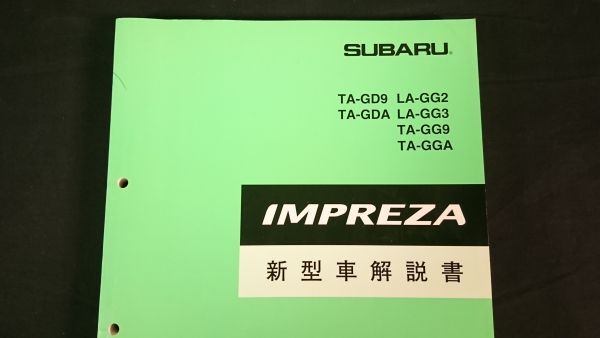 SUBARU®
TA-GD9 LA-GG2
TA-GDA LA-GG3
TA-GG9
TA-GGA
IMPREZA
新型車解説書